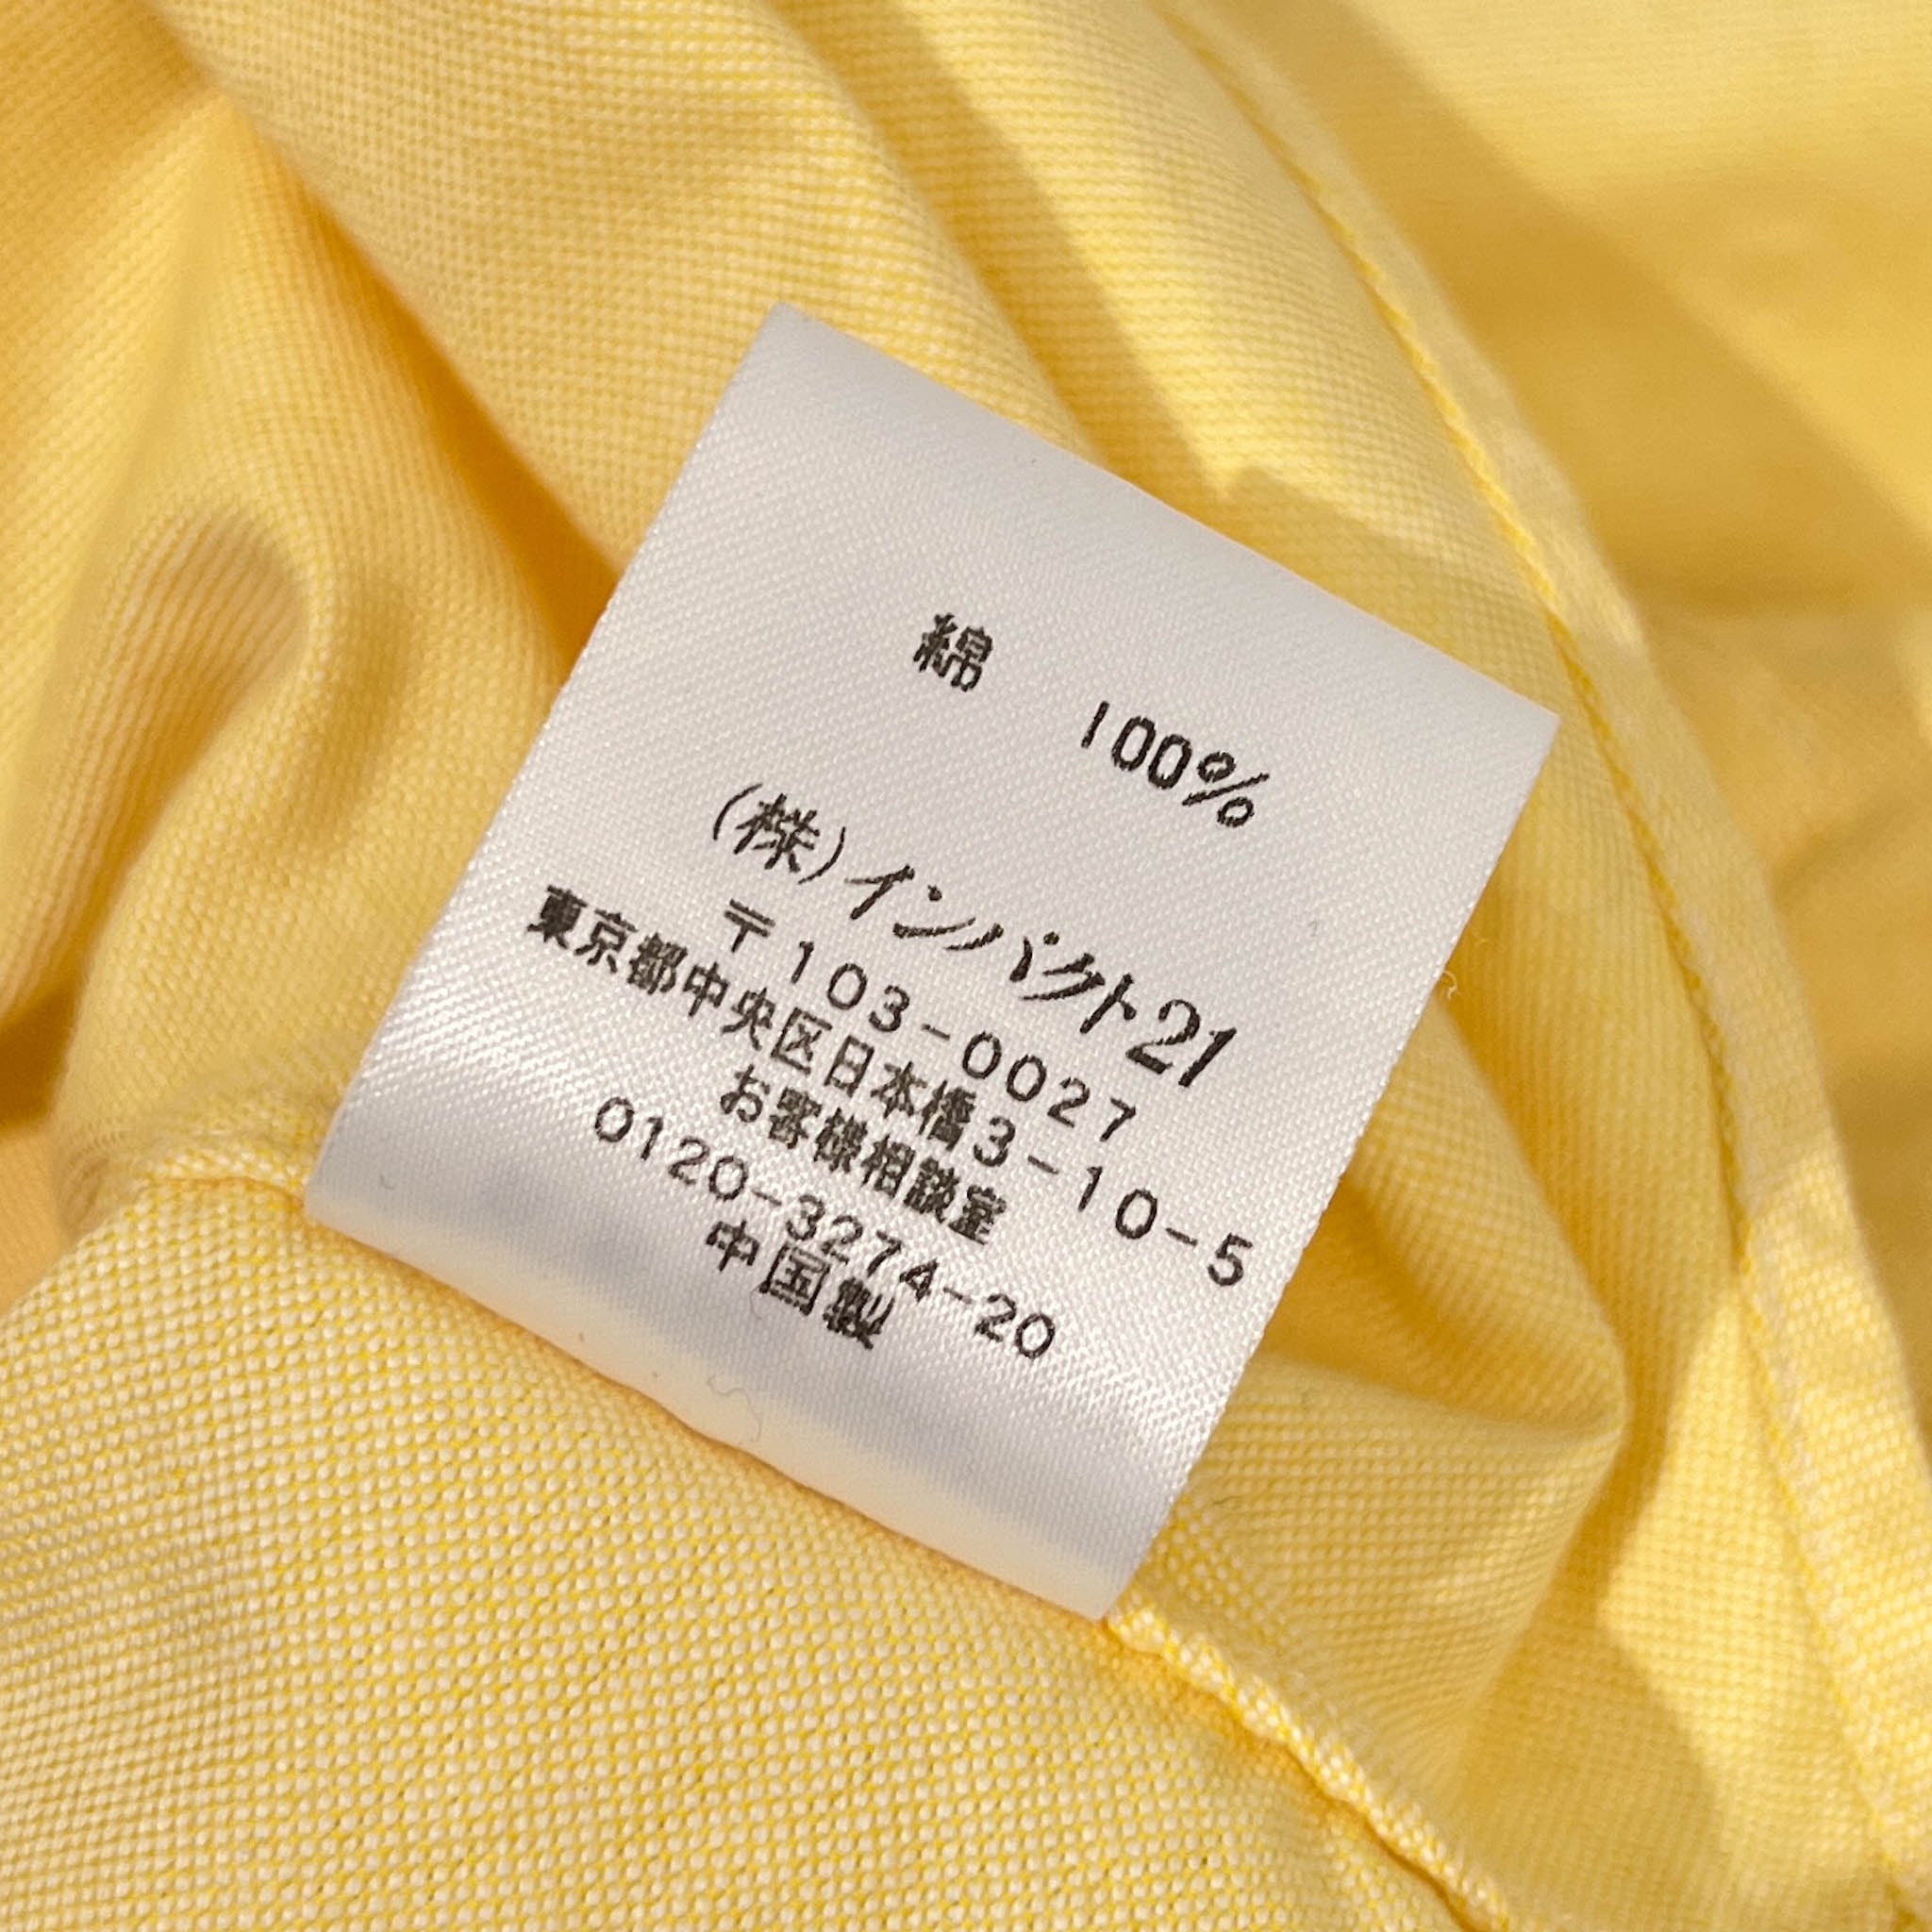 綿 100%
(株)インパクト21
〒103-0027
東京都中央区日本橋3-10-5
お客様相談室
0120-3274-20
中国製